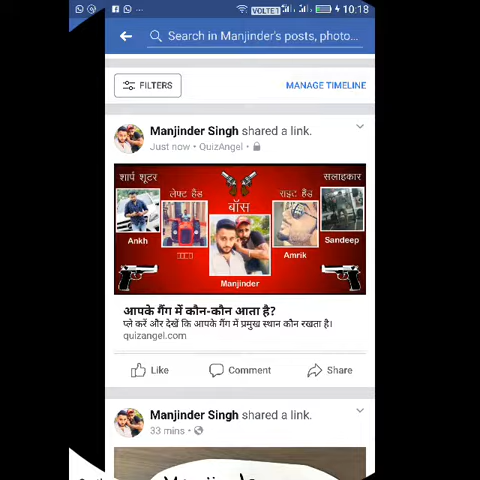 VOLTE 1
10:18
Search in Manjinder's posts, photo...
FILTERS
MANAGE TIMELINE
Manjinder Singh shared a link.
Just now • QuizAngel •
शार्प शूटर
लेफ्ट हैंड
बॉस
राइट हैंड
सलाहकार
Ankh
Manjinder
Amrik
Sandeep
आपके गैंग में कौन-कौन आता है?
प्ले करें और देखें कि आपके गैंग में प्रमुख स्थान कौन रखता है।
quizangel.com
Like
Comment
Share
Manjinder Singh shared a link.
33 mins •